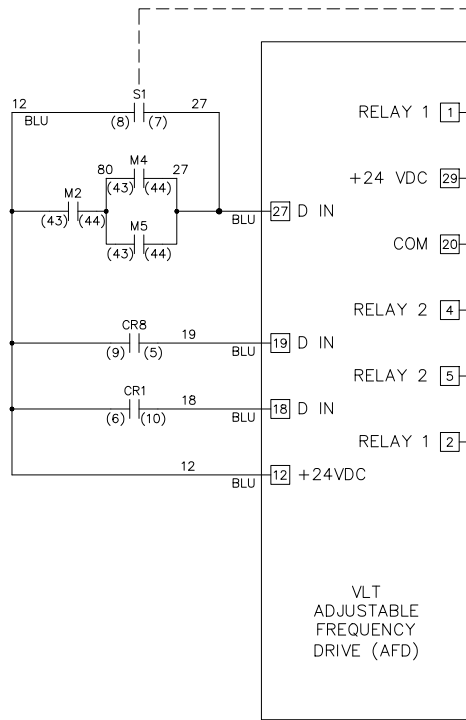 S1
12 27
BLU (8) (7)
RELAY 1 1
M4
80 27
(43) (44)
+24 VDC 29
M2
(43) (44)
BLU 27 D IN
M5
(43) (44)
COM 20
RELAY 2 4
CR8 19
(9) (5) BLU 19 D IN
RELAY 2 5
CR1 18
(6) (10) BLU 18 D IN
RELAY 1 2
12
BLU 12 +24VDC
VLT
ADJUSTABLE
FREQUENCY
DRIVE (AFD)